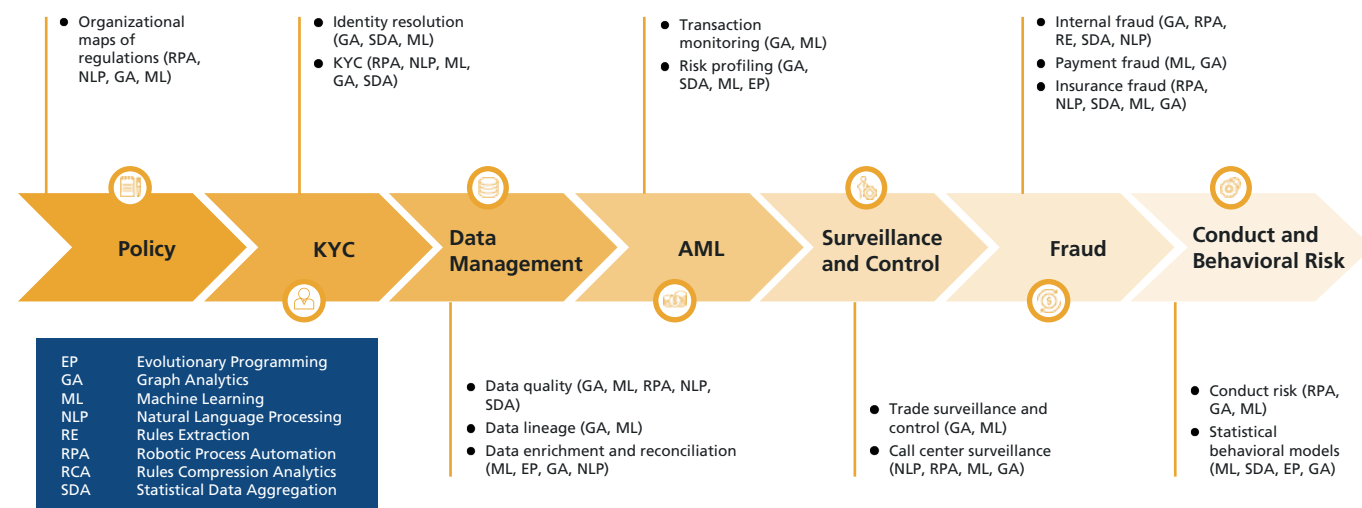 Organizational
maps of
regulations (RPA,
NLP, GA, ML)
Identity resolution
(GA, SDA, ML)
KYC (RPA, NLP, ML,
GA, SDA)
Transaction
monitoring (GA, ML)
Risk profiling (GA,
SDA, ML, EP)
Internal fraud (GA, RPA,
RE, SDA, NLP)
Payment fraud (ML, GA)
Insurance fraud (RPA,
NLP, SDA, ML, GA)
Policy
KYC
Data
Management
AML
Surveillance
and Control
Fraud
Conduct and
Behavioral Risk
EP Evolutionary Programming
GA Graph Analytics
ML Machine Learning
NLP Natural Language Processing
RE Rules Extraction
RPA Robotic Process Automation
RCA Rules Compression Analytics
SDA Statistical Data Aggregation
Data quality (GA, ML, RPA, NLP,
SDA)
Data lineage (GA, ML)
Data enrichment and reconciliation
(ML, EP, GA, NLP)
Trade surveillance and
control (GA, ML)
Call center surveillance
(NLP, RPA, ML, GA)
Conduct risk (RPA,
GA, ML)
Statistical
behavioral models
(ML, SDA, EP, GA)